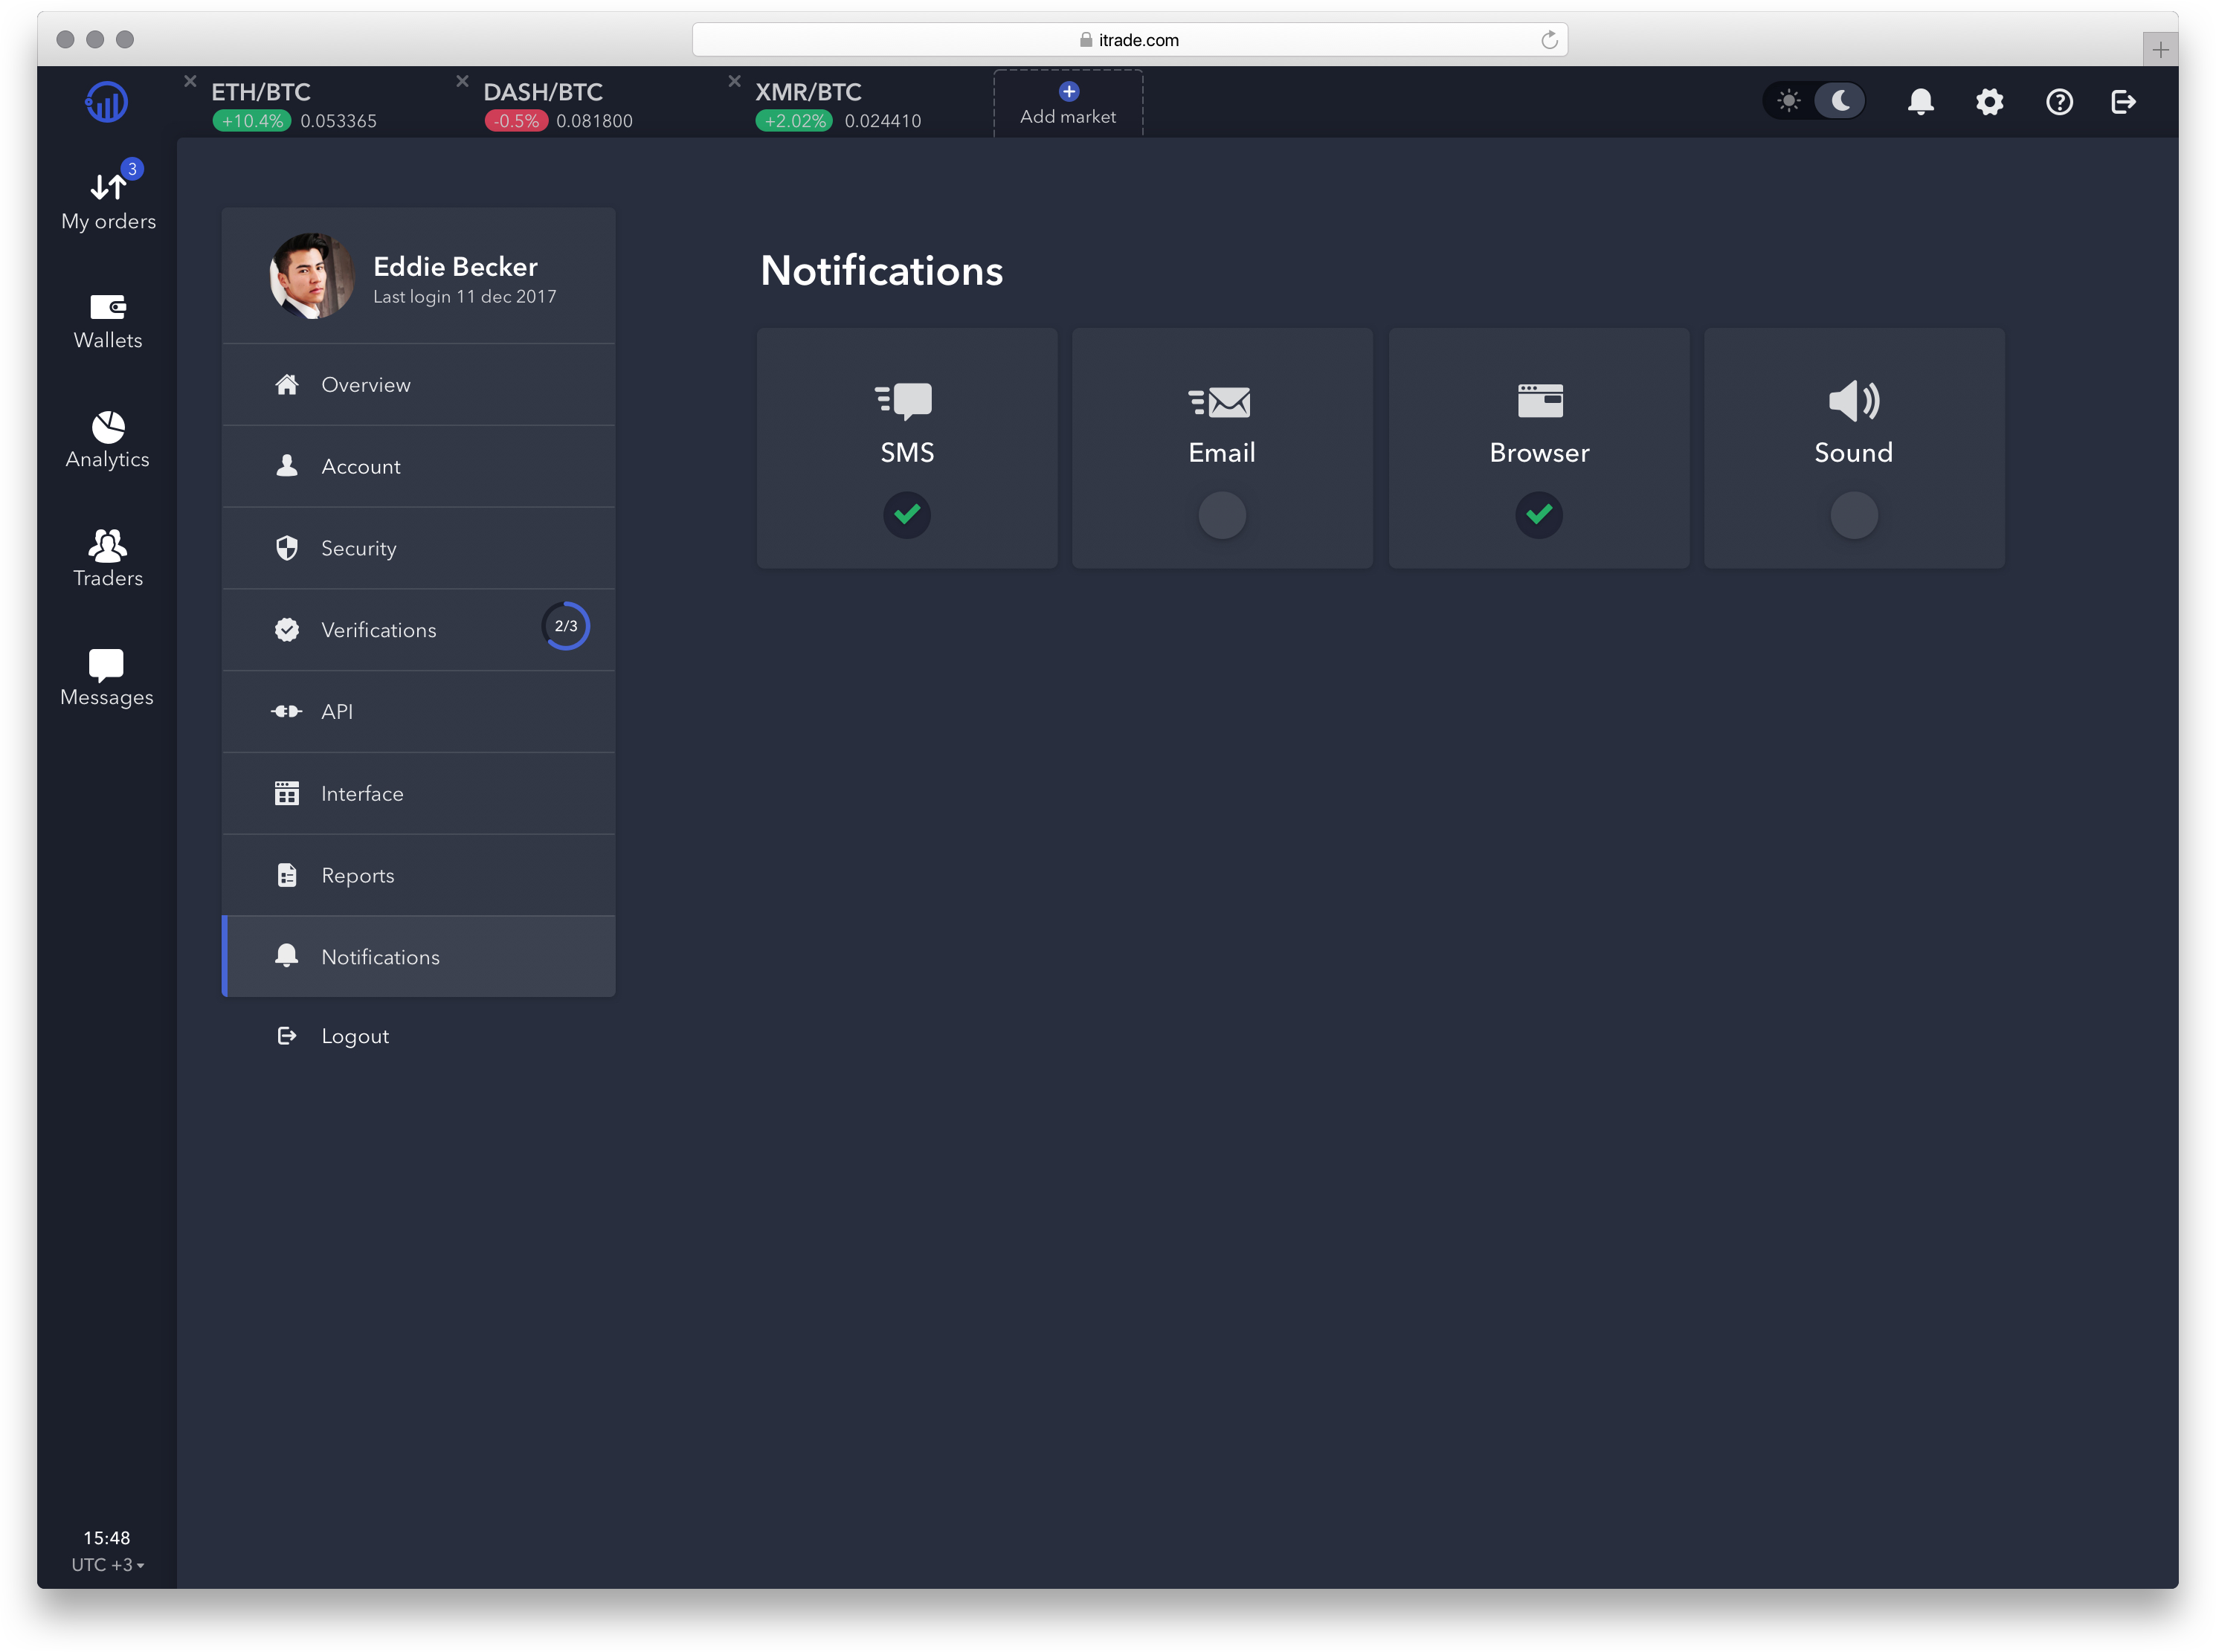 itrade.com
ETH/BTC
+10.4% 0.053365
DASH/BTC
-0.5% 0.081800
XMR/BTC
+2.02% 0.024410
Add market
3
My orders
Wallets
Analytics
Traders
Messages
Eddie Becker
Last login 11 dec 2017
Overview
Account
Security
Verifications 2/3
API
Interface
Reports
Notifications
Logout
Notifications
SMS
Email
Browser
Sound
15:48
UTC +3